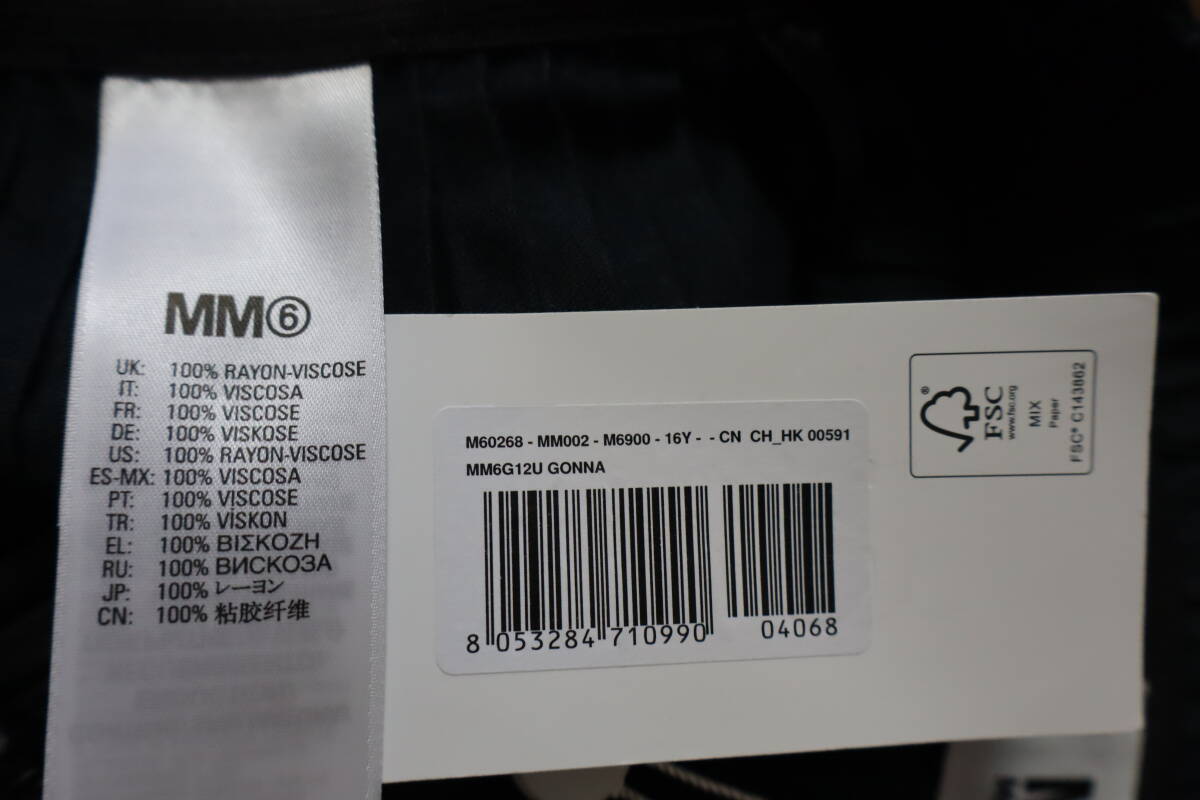 MM⑥
UK: 100% RAYON-VISCOSE
IT: 100% VISCOSA
FR: 100% VISCOSE
DE: 100% VISKOSE
US: 100% RAYON-VISCOSE
ES-MX: 100% VISCOSA
PT: 100% VISCOSE
TR: 100% VİSKON
EL: 100% ΒΙΣΚΟΖΗ
RU: 100% ВИСКОЗА
JP: 100% レーヨン
CN: 100% 粘胶纤维
M60268 - MM002 - M6900 - 16Y - - CN CH_HK 00591
MM6G12U GONNA
8 053284 710990 04068
FSC
www.fsc.org
MIX
Paper
FSC® C143862